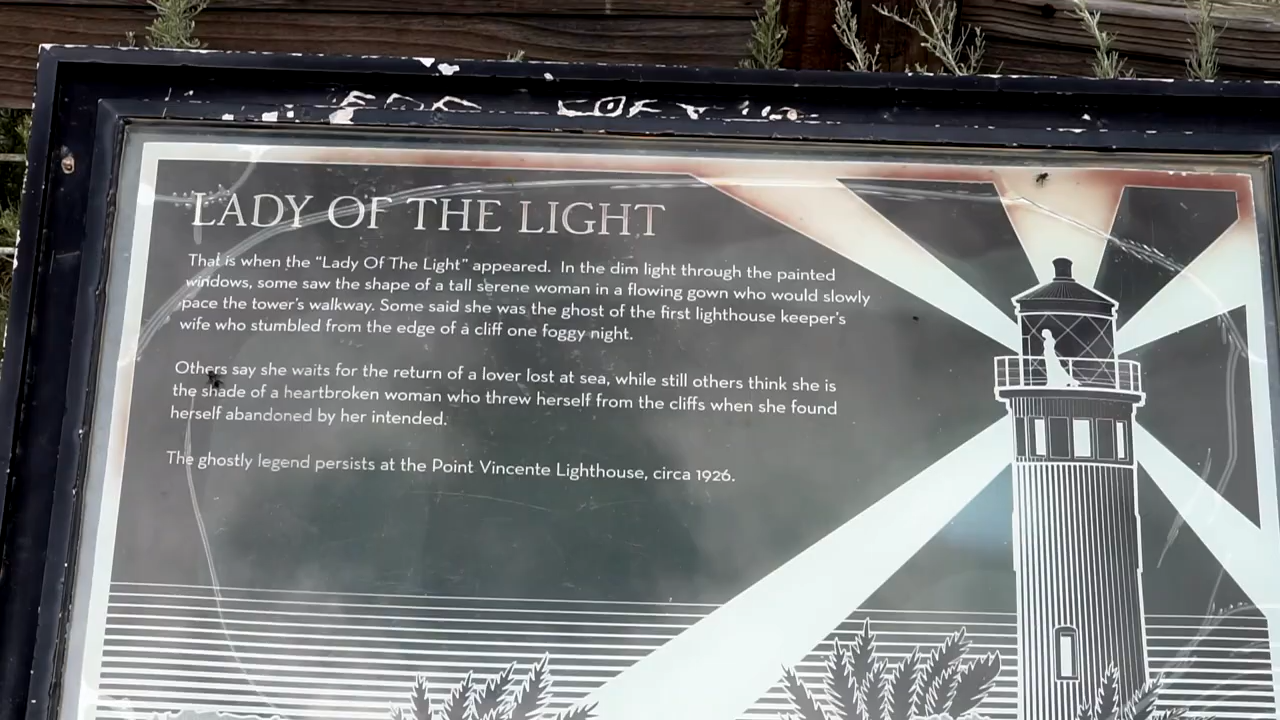 LADY OF THE LIGHT
That is when the “Lady Of The Light” appeared. In the dim light through the painted
windows, some saw the shape of a tall serene woman in a flowing gown who would slowly
pace the tower’s walkway. Some said she was the ghost of the first lighthouse keeper’s
wife who stumbled from the edge of a cliff one foggy night.
Others say she waits for the return of a lover lost at sea, while still others think she is
the shade of a heartbroken woman who threw herself from the cliffs when she found
herself abandoned by her intended.
The ghostly legend persists at the Point Vincente Lighthouse, circa 1926.